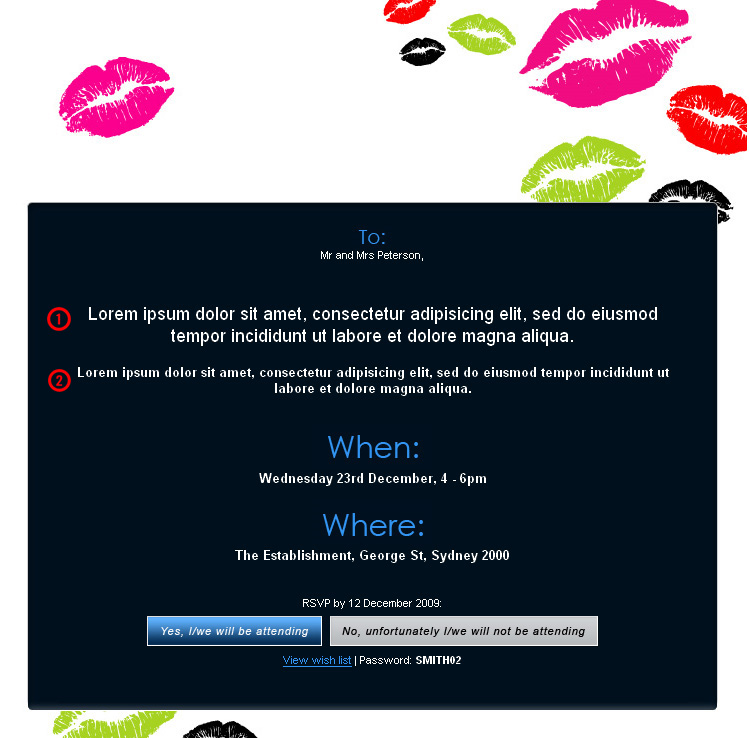 To:
Mr and Mrs Peterson,
1
Lorem ipsum dolor sit amet, consectetur adipisicing elit, sed do eiusmod
tempor incididunt ut labore et dolore magna aliqua.
2
Lorem ipsum dolor sit amet, consectetur adipisicing elit, sed do eiusmod tempor incididunt ut
labore et dolore magna aliqua.
When:
Wednesday 23rd December, 4 - 6pm
Where:
The Establishment, George St, Sydney 2000
RSVP by 12 December 2009:
Yes, I/we will be attending
No, unfortunately I/we will not be attending
View wish list | Password: SMITH02